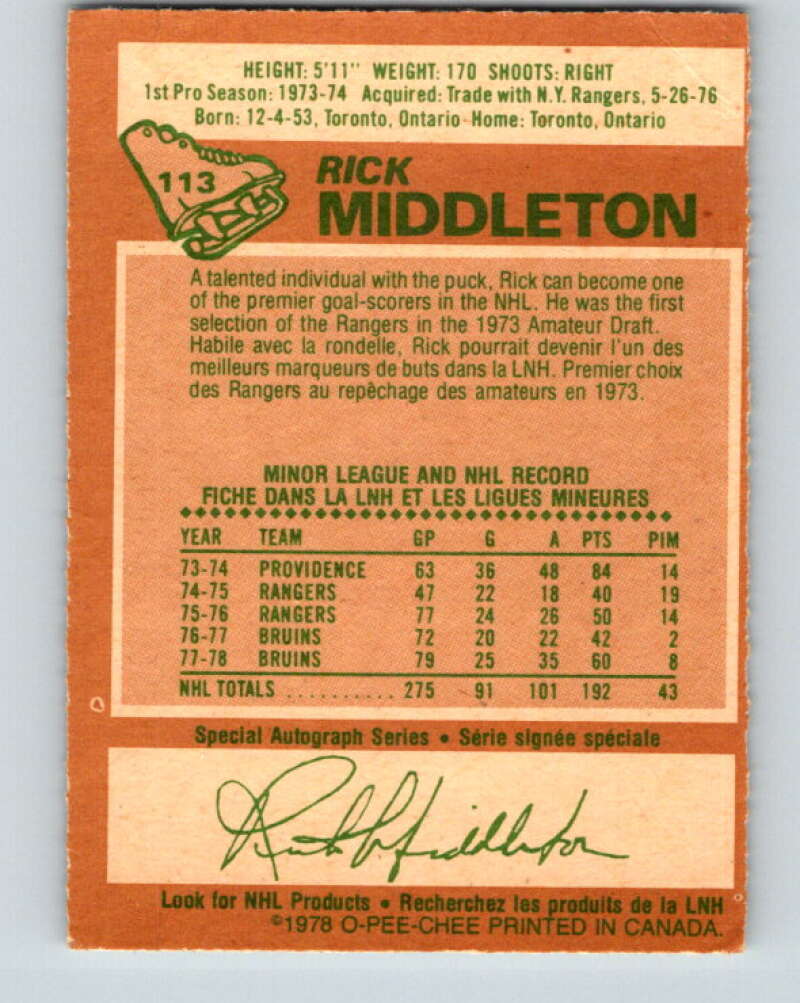 HEIGHT: 5'11" WEIGHT: 170 SHOOTS: RIGHT
1st Pro Season: 1973-74 Acquired: Trade with N.Y. Rangers, 5-26-76
Born: 12-4-53, Toronto, Ontario Home: Toronto, Ontario
113
RICK
MIDDLETON
A talented individual with the puck, Rick can become one
of the premier goal-scorers in the NHL. He was the first
selection of the Rangers in the 1973 Amateur Draft.
Habile avec la rondelle, Rick pourrait devenir l'un des
meilleurs marqueurs de buts dans la LNH. Premier choix
des Rangers au repêchage des amateurs en 1973.
MINOR LEAGUE AND NHL RECORD
FICHE DANS LA LNH ET LES LIGUES MINEURES
YEAR TEAM GP G A PTS PIM
73-74 PROVIDENCE 63 36 48 84 14
74-75 RANGERS 47 22 18 40 19
75-76 RANGERS 77 24 26 50 14
76-77 BRUINS 72 20 22 42 2
77-78 BRUINS 79 25 35 60 8
NHL TOTALS .......... 275 91 101 192 43
Special Autograph Series • Série signée spéciale
Rick Middleton
Look for NHL Products • Recherchez les produits de la LNH
©1978 O-PEE-CHEE PRINTED IN CANADA.